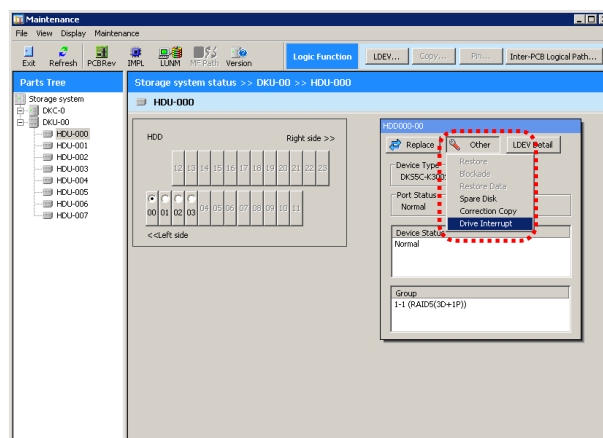 Maintenance
File View Display Maintenance
Exit Refresh PCBRev IMPL LUNM MF Path Version Logic Function LDEV... Copy... Pin... Inter-PCB Logical Path...
Parts Tree
Storage system status >> DKU-00 >> HDU-000
Storage system
DKC-0
DKU-00
HDU-000
HDU-001
HDU-002
HDU-003
HDU-004
HDU-005
HDU-006
HDU-007
HDU-000
HDD Right side >>
12 13 14 15 16 17 18 19 20 21 22 23
00 01 02 03 04 05 06 07 08 09 10 11
<<Left side
HDD000-00
Replace Other LDEV Detail
Restore
Blockade
Restore Data
Spare Disk
Correction Copy
Drive Interrupt
Device Type
Port Status
Normal
Device Status
Normal
Group
1-1 (RAID5(3D+1P))